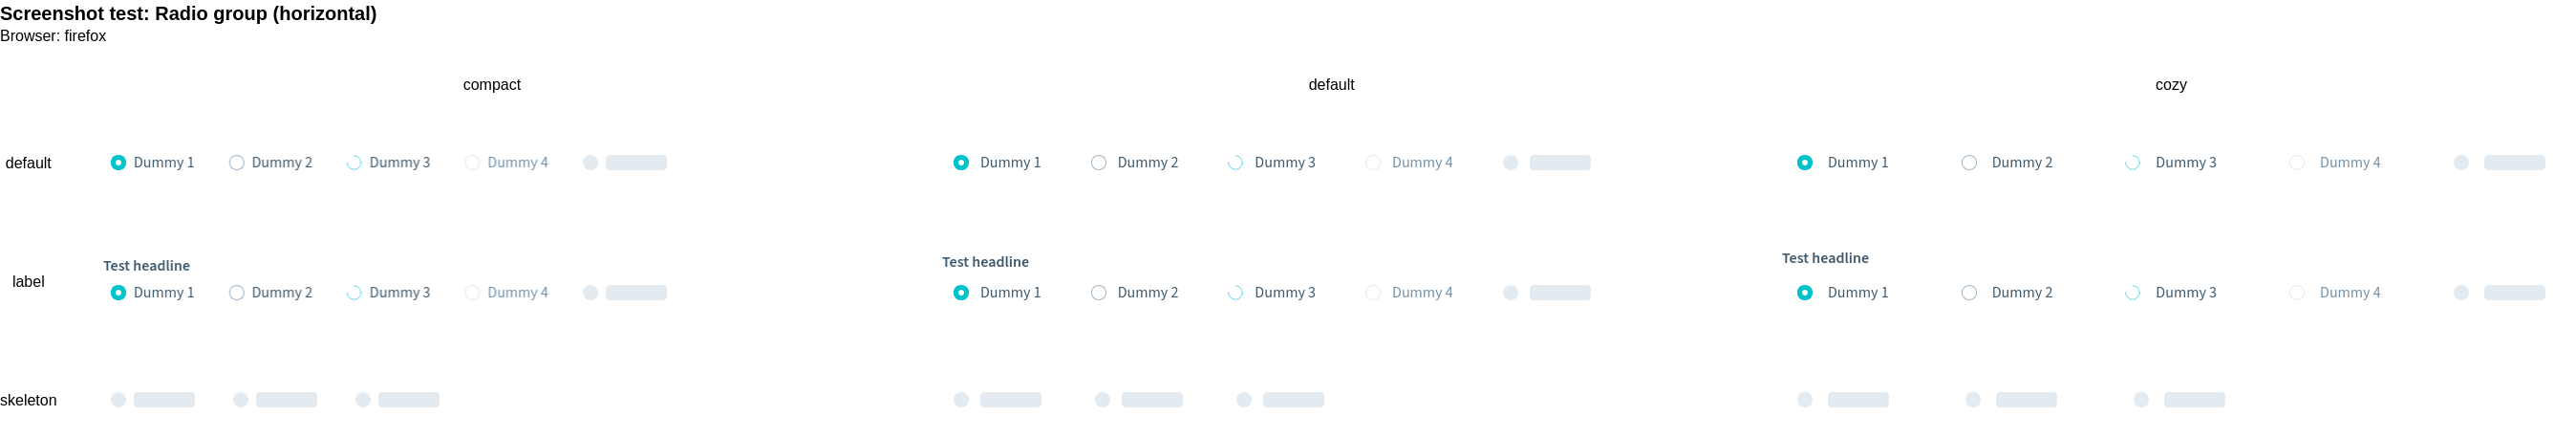 Screenshot test: Radio group (horizontal)
Browser: firefox
compact default cozy
default Dummy 1 Dummy 2 Dummy 3 Dummy 4 Dummy 1 Dummy 2 Dummy 3 Dummy 4 Dummy 1 Dummy 2 Dummy 3 Dummy 4
Test headline Test headline Test headline
label
Dummy 1 Dummy 2 Dummy 3 Dummy 4 Dummy 1 Dummy 2 Dummy 3 Dummy 4 Dummy 1 Dummy 2 Dummy 3 Dummy 4
skeleton